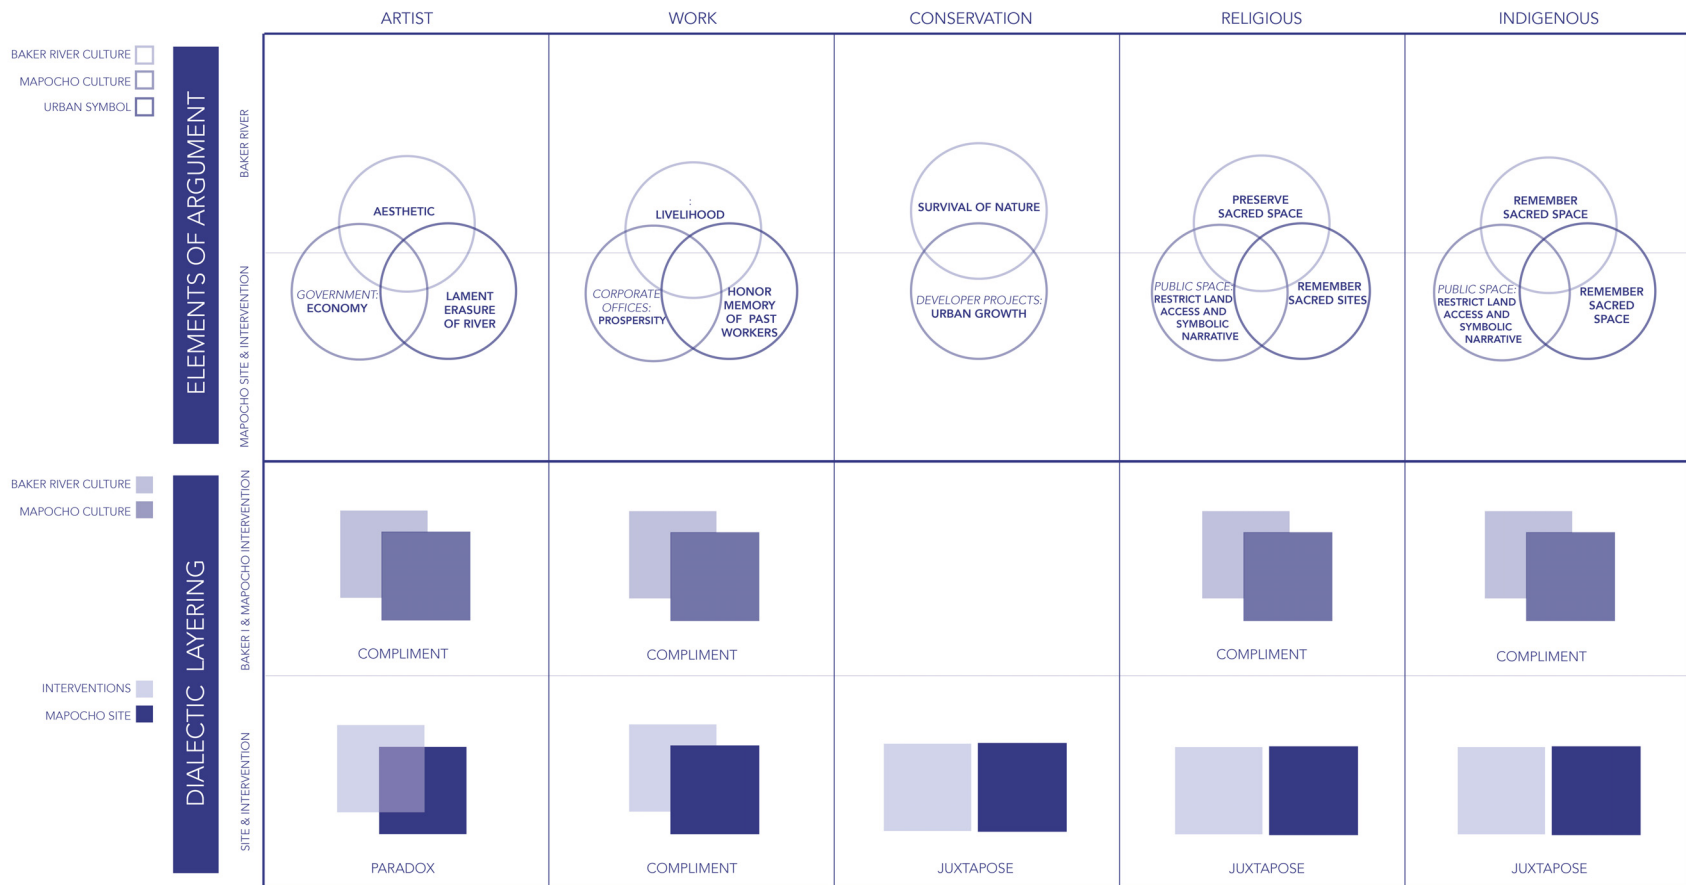 ARTIST
WORK
CONSERVATION
RELIGIOUS
INDIGENOUS
BAKER RIVER CULTURE
MAPOCHO CULTURE
URBAN SYMBOL
ELEMENTS OF ARGUMENT
BAKER RIVER
MAPOCHO SITE & INTERVENTION
AESTHETIC
GOVERNMENT:
ECONOMY
LAMENT
ERASURE
OF RIVER
:
LIVELIHOOD
CORPORATE
OFFICES:
PROSPERSITY
HONOR
MEMORY
OF PAST
WORKERS
SURVIVAL OF NATURE
DEVELOPER PROJECTS:
URBAN GROWTH
PRESERVE
SACRED SPACE
PUBLIC SPACE:
RESTRICT LAND
ACCESS AND
SYMBOLIC
NARRATIVE
REMEMBER
SACRED SITES
REMEMBER
SACRED SPACE
PUBLIC SPACE:
RESTRICT LAND
ACCESS AND
SYMBOLIC
NARRATIVE
REMEMBER
SACRED
SPACE
BAKER RIVER CULTURE
MAPOCHO CULTURE
INTERVENTIONS
MAPOCHO SITE
DIALECTIC LAYERING
BAKER I & MAPOCHO INTERVENTION
COMPLIMENT
COMPLIMENT
COMPLIMENT
COMPLIMENT
SITE & INTERVENTION
PARADOX
COMPLIMENT
JUXTAPOSE
JUXTAPOSE
JUXTAPOSE